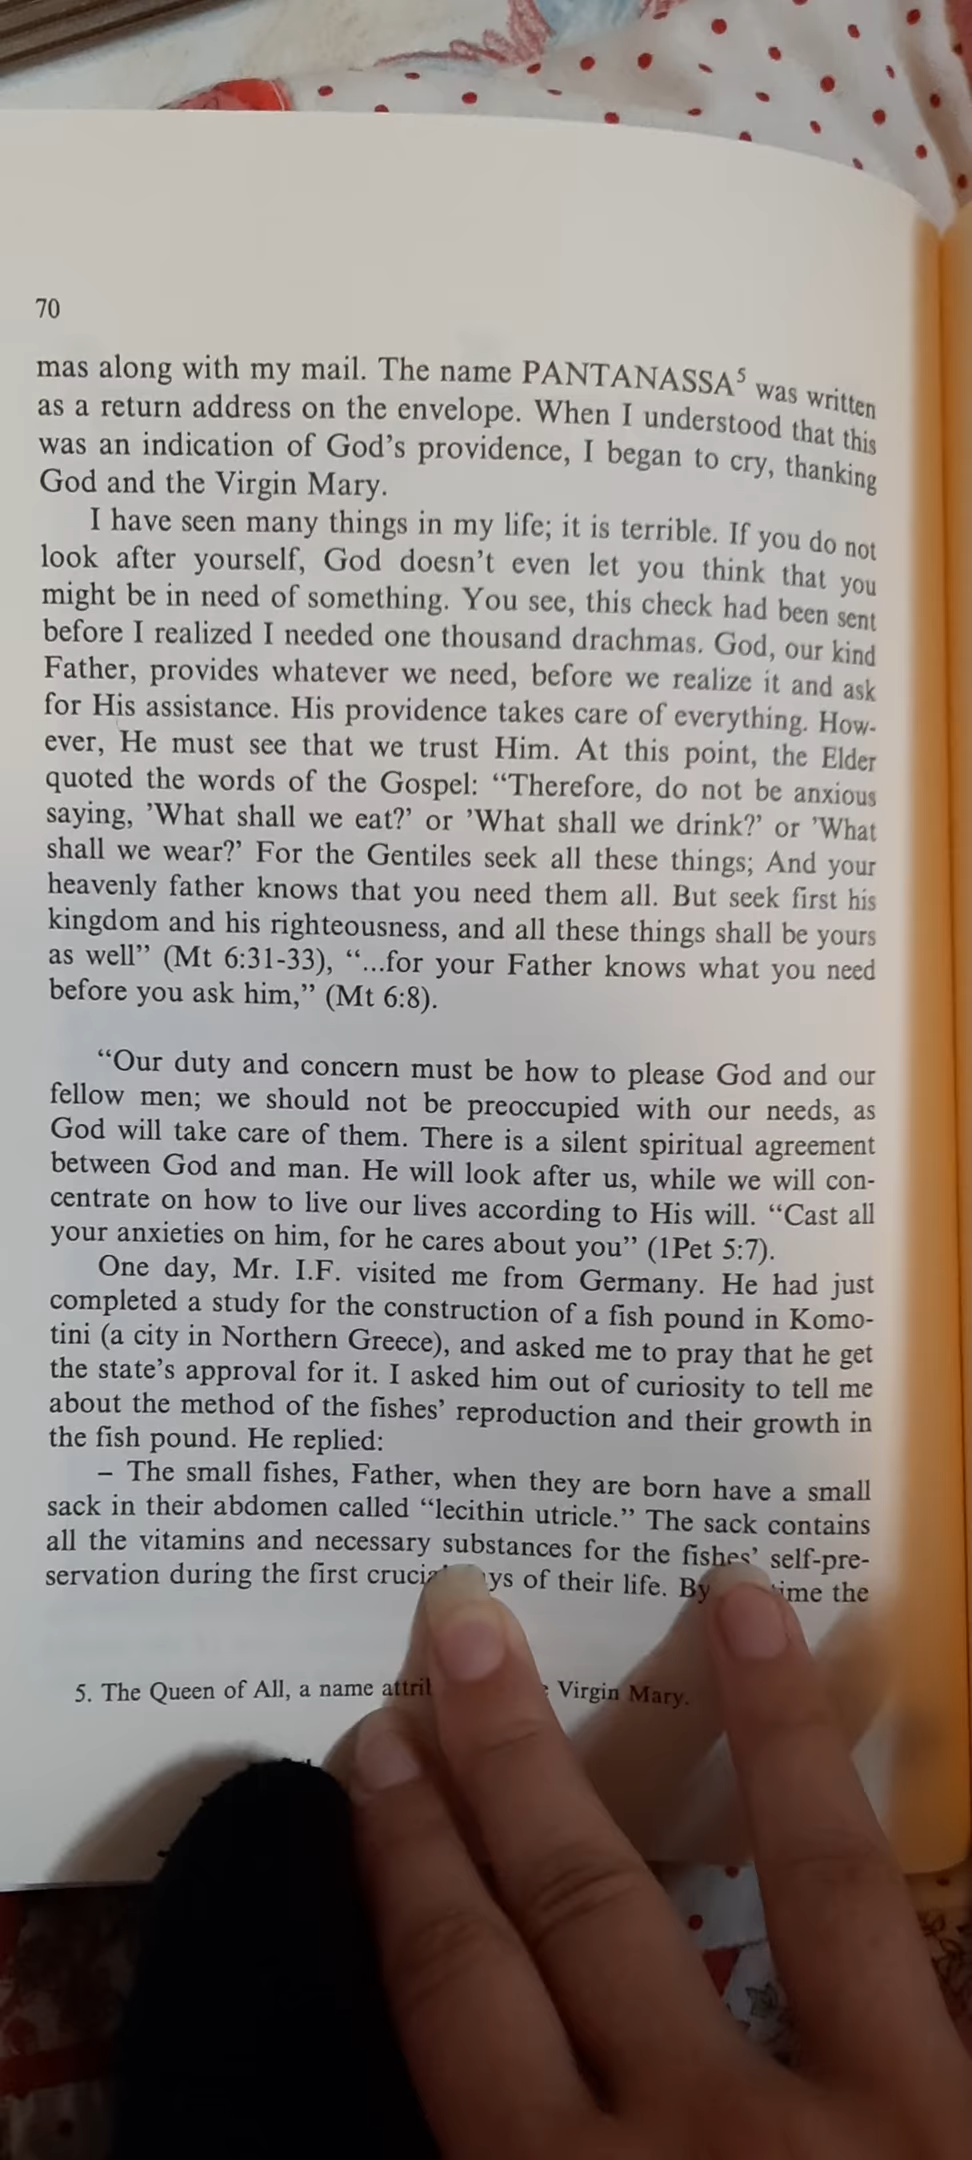 70
mas along with my mail. The name PANTANASSA⁵ was written
as a return address on the envelope. When I understood that this
was an indication of God's providence, I began to cry, thanking
God and the Virgin Mary.
I have seen many things in my life; it is terrible. If you do not
look after yourself, God doesn't even let you think that you
might be in need of something. You see, this check had been sent
before I realized I needed one thousand drachmas. God, our kind
Father, provides whatever we need, before we realize it and ask
for His assistance. His providence takes care of everything. How-
ever, He must see that we trust Him. At this point, the Elder
quoted the words of the Gospel: “Therefore, do not be anxious
saying, ’What shall we eat?’ or ’What shall we drink?’ or ’What
shall we wear?’ For the Gentiles seek all these things; And your
heavenly father knows that you need them all. But seek first his
kingdom and his righteousness, and all these things shall be yours
as well” (Mt 6:31-33), “...for your Father knows what you need
before you ask him,” (Mt 6:8).
“Our duty and concern must be how to please God and our
fellow men; we should not be preoccupied with our needs, as
God will take care of them. There is a silent spiritual agreement
between God and man. He will look after us, while we will con-
centrate on how to live our lives according to His will. “Cast all
your anxieties on him, for he cares about you” (1Pet 5:7).
One day, Mr. I.F. visited me from Germany. He had just
completed a study for the construction of a fish pound in Komo-
tini (a city in Northern Greece), and asked me to pray that he get
the state's approval for it. I asked him out of curiosity to tell me
about the method of the fishes' reproduction and their growth in
the fish pound. He replied:
– The small fishes, Father, when they are born have a small
sack in their abdomen called “lecithin utricle.” The sack contains
all the vitamins and necessary substances for the fishes' self-pre-
servation during the first of their life. By the
5. The Queen of All, a name Virgin Mary.